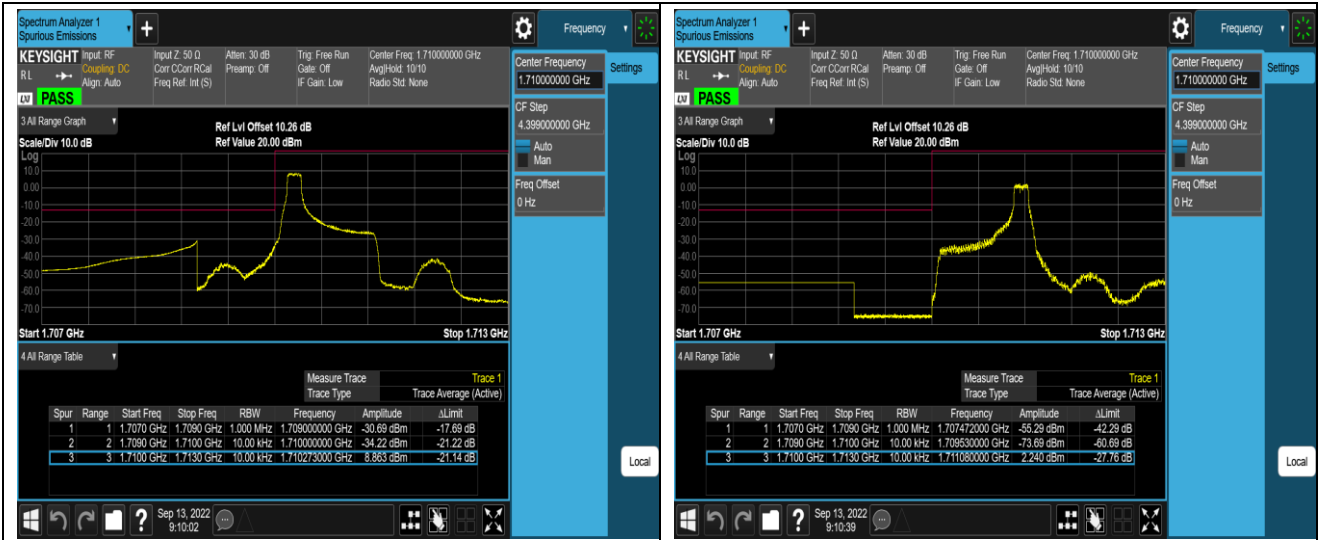 Spectrum Analyzer 1
Spurious Emissions
+
Frequency
KEYSIGHT Input: RF Input Z: 50 Ω Atten: 30 dB Trig: Free Run Center Freq: 1.710000000 GHz
RL Coupling: DC Corr CCorr RCal Preamp: Off Gate: Off Avg|Hold: 10/10
Align: Auto Freq Ref: Int (S) IF Gain: Low Radio Std: None
LXI PASS
Center Frequency
1.710000000 GHz
Settings
CF Step
4.399000000 GHz
Auto
Man
Freq Offset
0 Hz
3 All Range Graph
Ref Lvl Offset 10.26 dB
Scale/Div 10.0 dB Ref Value 20.00 dBm
Log
10.0
0.00
-10.0
-20.0
-30.0
-40.0
-50.0
-60.0
-70.0
Start 1.707 GHz Stop 1.713 GHz
4 All Range Table
Measure Trace Trace 1
Trace Type Trace Average (Active)
Spur Range Start Freq Stop Freq RBW Frequency Amplitude ΔLimit
1 1 1.7070 GHz 1.7090 GHz 1.000 MHz 1.709000000 GHz -30.69 dBm -17.69 dB
2 2 1.7090 GHz 1.7100 GHz 10.00 kHz 1.710000000 GHz -34.22 dBm -21.22 dB
3 3 1.7100 GHz 1.7130 GHz 10.00 kHz 1.710273000 GHz 8.863 dBm -21.14 dB
Local
?
Sep 13, 2022
9:10:02
Spectrum Analyzer 1
Spurious Emissions
+
Frequency
KEYSIGHT Input: RF Input Z: 50 Ω Atten: 30 dB Trig: Free Run Center Freq: 1.710000000 GHz
RL Coupling: DC Corr CCorr RCal Preamp: Off Gate: Off Avg|Hold: 10/10
Align: Auto Freq Ref: Int (S) IF Gain: Low Radio Std: None
LXI PASS
Center Frequency
1.710000000 GHz
Settings
CF Step
4.399000000 GHz
Auto
Man
Freq Offset
0 Hz
3 All Range Graph
Ref Lvl Offset 10.26 dB
Scale/Div 10.0 dB Ref Value 20.00 dBm
Log
10.0
0.00
-10.0
-20.0
-30.0
-40.0
-50.0
-60.0
-70.0
Start 1.707 GHz Stop 1.713 GHz
4 All Range Table
Measure Trace Trace 1
Trace Type Trace Average (Active)
Spur Range Start Freq Stop Freq RBW Frequency Amplitude ΔLimit
1 1 1.7070 GHz 1.7090 GHz 1.000 MHz 1.707472000 GHz -55.29 dBm -42.29 dB
2 2 1.7090 GHz 1.7100 GHz 10.00 kHz 1.709530000 GHz -73.69 dBm -60.69 dB
3 3 1.7100 GHz 1.7130 GHz 10.00 kHz 1.711080000 GHz 2.240 dBm -27.76 dB
Local
?
Sep 13, 2022
9:10:39